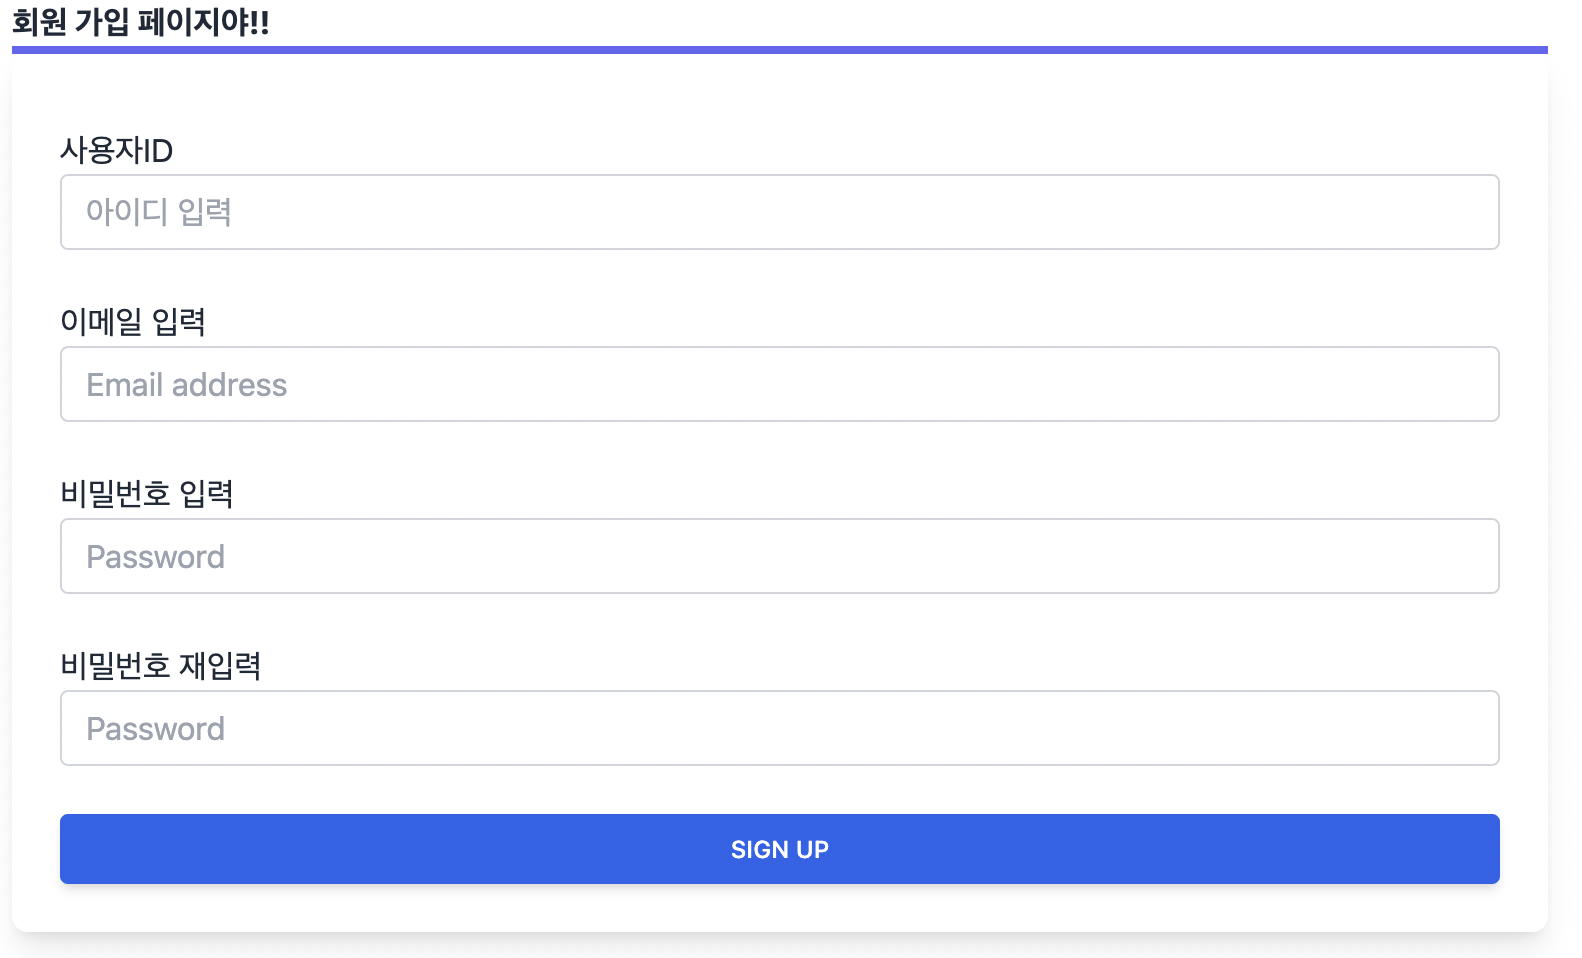 회원 가입 페이지야!!
사용자ID
아이디 입력
이메일 입력
Email address
비밀번호 입력
Password
비밀번호 재입력
Password
SIGN UP